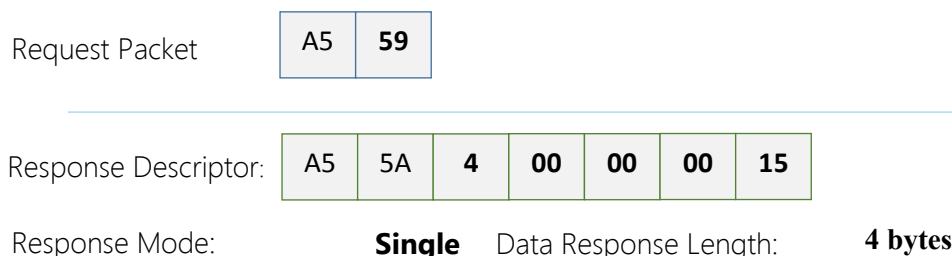 Request Packet A5 59
Response Descriptor: A5 5A 4 00 00 00 15
Response Mode: Single Data Response Length: 4 bytes